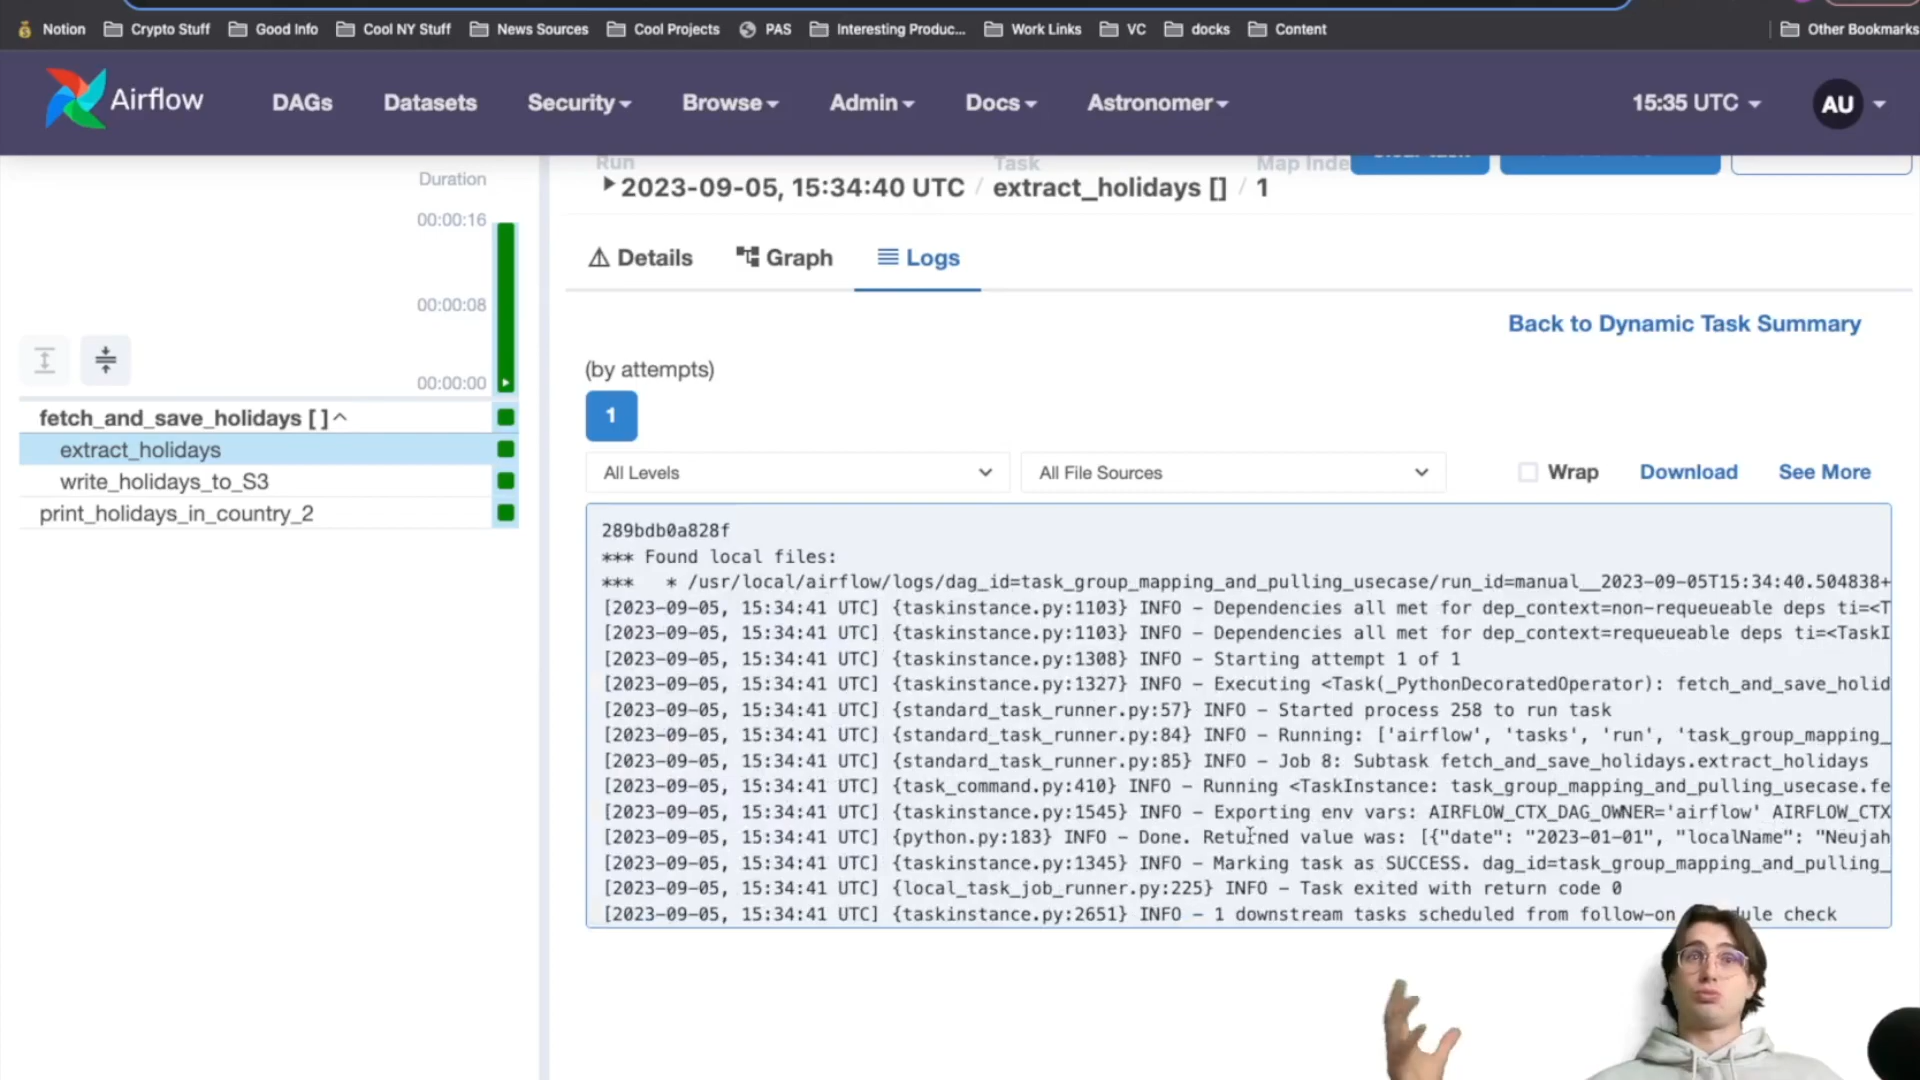 Notion Crypto Stuff Good Info Cool NY Stuff News Sources Cool Projects PAS Interesting Produc... Work Links VC docks Content Other Bookmarks
Airflow DAGs Datasets Security Browse Admin Docs Astronomer 15:35 UTC AU
Run Task Map Inde
2023-09-05, 15:34:40 UTC / extract_holidays [] / 1
Duration
00:00:16
00:00:08
00:00:00
fetch_and_save_holidays [ ]
extract_holidays
write_holidays_to_S3
print_holidays_in_country_2
Details Graph Logs
Back to Dynamic Task Summary
(by attempts)
1
All Levels All File Sources Wrap Download See More
289bdb0a828f
*** Found local files:
*** * /usr/local/airflow/logs/dag_id=task_group_mapping_and_pulling_usecase/run_id=manual__2023-09-05T15:34:40.504838+
[2023-09-05, 15:34:41 UTC] {taskinstance.py:1103} INFO - Dependencies all met for dep_context=non-requeueable deps ti=<T
[2023-09-05, 15:34:41 UTC] {taskinstance.py:1103} INFO - Dependencies all met for dep_context=requeueable deps ti=<TaskI
[2023-09-05, 15:34:41 UTC] {taskinstance.py:1308} INFO - Starting attempt 1 of 1
[2023-09-05, 15:34:41 UTC] {taskinstance.py:1327} INFO - Executing <Task(_PythonDecoratedOperator): fetch_and_save_holid
[2023-09-05, 15:34:41 UTC] {standard_task_runner.py:57} INFO - Started process 258 to run task
[2023-09-05, 15:34:41 UTC] {standard_task_runner.py:84} INFO - Running: ['airflow', 'tasks', 'run', 'task_group_mapping_
[2023-09-05, 15:34:41 UTC] {standard_task_runner.py:85} INFO - Job 8: Subtask fetch_and_save_holidays.extract_holidays
[2023-09-05, 15:34:41 UTC] {task_command.py:410} INFO - Running <TaskInstance: task_group_mapping_and_pulling_usecase.fe
[2023-09-05, 15:34:41 UTC] {taskinstance.py:1545} INFO - Exporting env vars: AIRFLOW_CTX_DAG_OWNER='airflow' AIRFLOW_CTX
[2023-09-05, 15:34:41 UTC] {python.py:183} INFO - Done. Returned value was: [{"date": "2023-01-01", "localName": "Neujah
[2023-09-05, 15:34:41 UTC] {taskinstance.py:1345} INFO - Marking task as SUCCESS. dag_id=task_group_mapping_and_pulling_
[2023-09-05, 15:34:41 UTC] {local_task_job_runner.py:225} INFO - Task exited with return code 0
[2023-09-05, 15:34:41 UTC] {taskinstance.py:2651} INFO - 1 downstream tasks scheduled from follow-on check